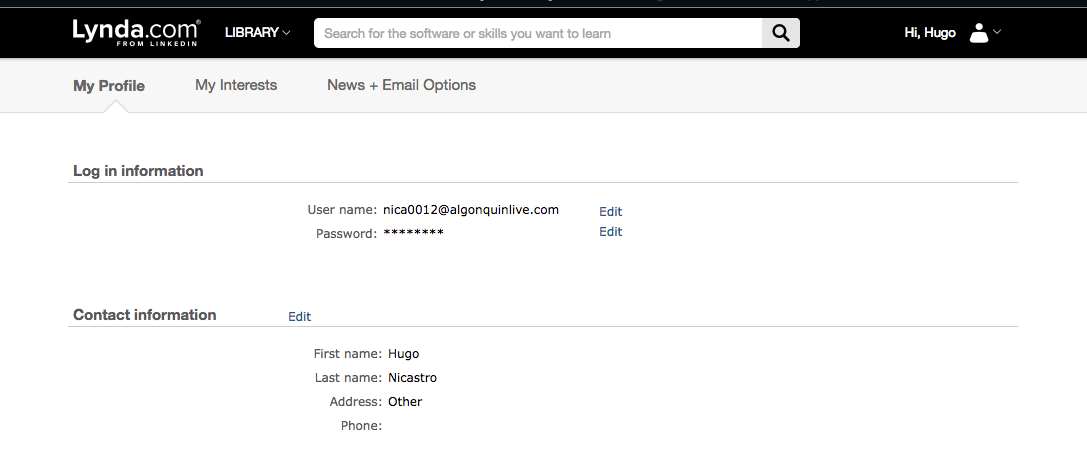 Lynda.com®
FROM LINKEDIN
LIBRARY
Search for the software or skills you want to learn
Hi, Hugo
My Profile
My Interests
News + Email Options
Log in information
User name: nica0012@algonquinlive.com Edit
Password: ******** Edit
Contact information Edit
First name: Hugo
Last name: Nicastro
Address: Other
Phone: